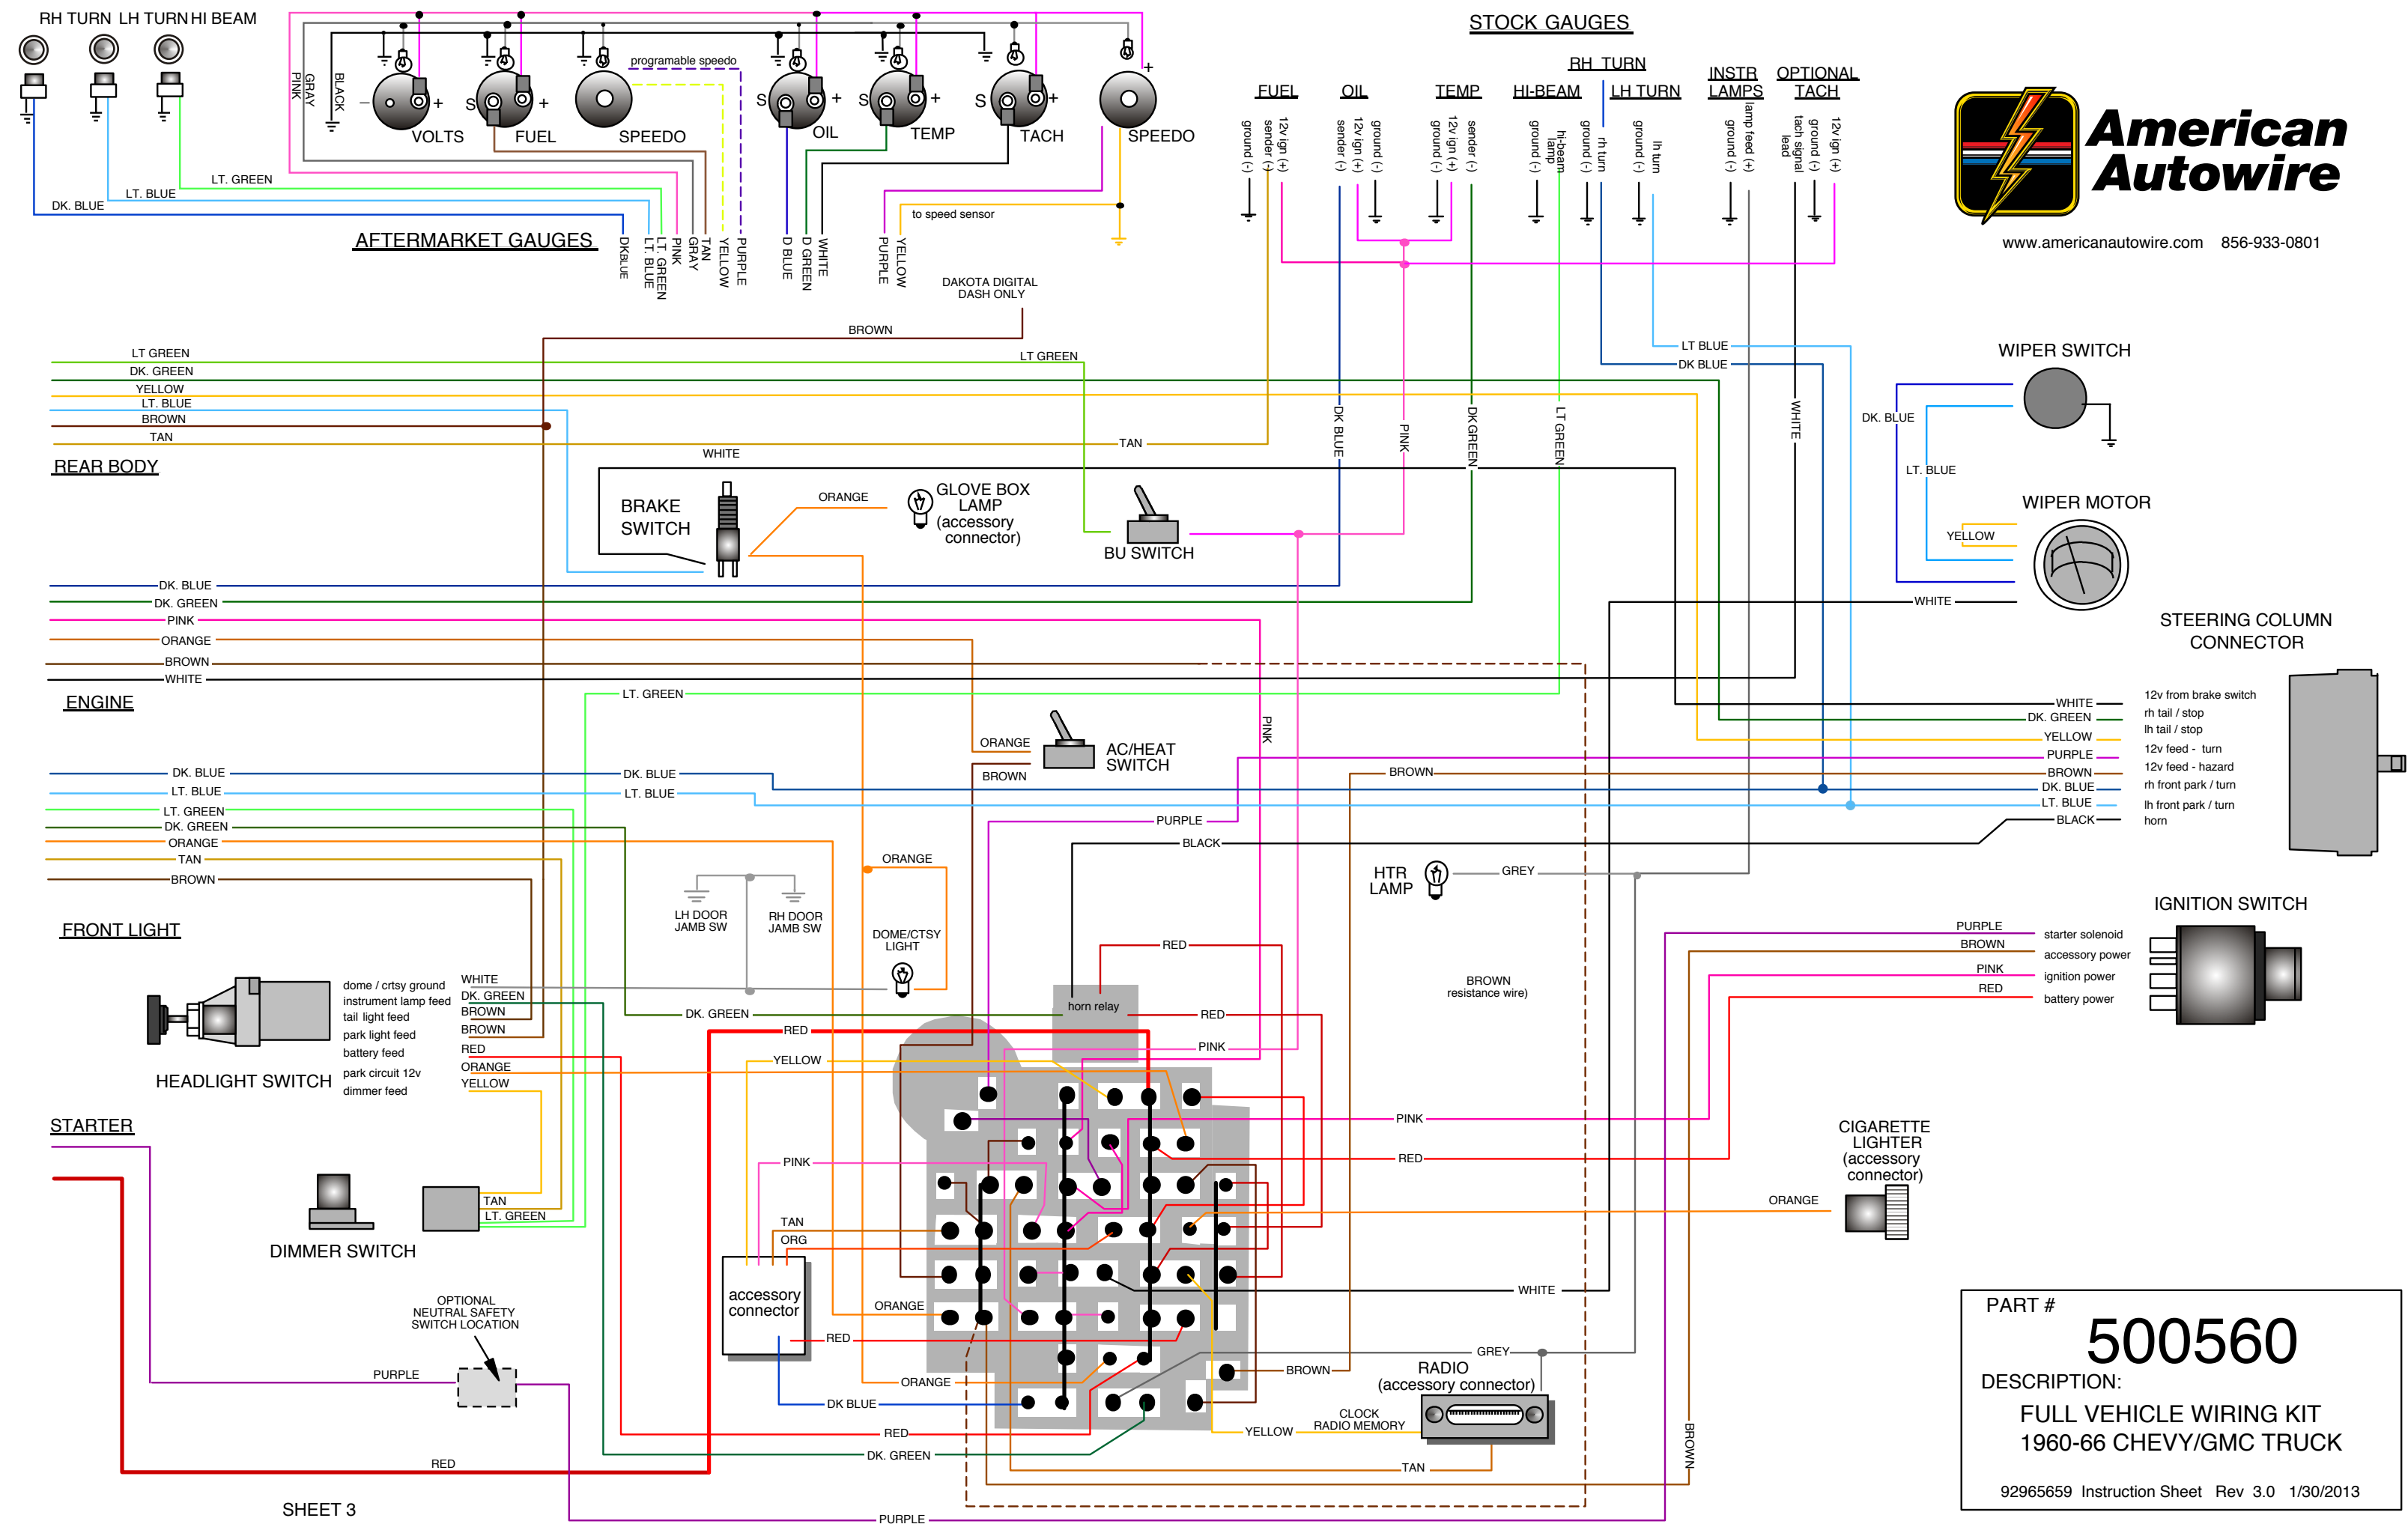 RH TURN LH TURN HI BEAM
PINK
GRAY
BLACK
VOLTS
S
+
FUEL
programable speedo
SPEEDO
S
+
OIL
S
+
TEMP
S
+
TACH
+
SPEEDO
LT. GREEN
LT. BLUE
DK. BLUE
to speed sensor
AFTERMARKET GAUGES
DKBLUE
LT. BLUE
LT. GREEN
PINK
GRAY
TAN
YELLOW
PURPLE
D BLUE
D GREEN
WHITE
PURPLE
YELLOW
DAKOTA DIGITAL
DASH ONLY
BROWN
STOCK GAUGES
FUEL
ground (-)
sender (-)
12v ign (+)
OIL
sender (-)
12v ign (+)
ground (-)
TEMP
ground (-)
12v ign (+)
sender (-)
HI-BEAM
ground (-)
hi-beam
lamp
RH TURN
ground (-)
rh turn
LH TURN
ground (-)
lh turn
INSTR
LAMPS
ground (-)
lamp feed (+)
OPTIONAL
TACH
tach signal
lead
ground (-)
12v ign (+)
American
Autowire
www.americanautowire.com 856-933-0801
LT GREEN
LT GREEN
DK. GREEN
YELLOW
LT. BLUE
BROWN
TAN
TAN
REAR BODY
WHITE
DK BLUE
PINK
DKGREEN
LT GREEN
LT BLUE
DK BLUE
WHITE
WIPER SWITCH
DK. BLUE
LT. BLUE
WIPER MOTOR
YELLOW
WHITE
BRAKE
SWITCH
ORANGE
GLOVE BOX
LAMP
(accessory
connector)
BU SWITCH
DK. BLUE
DK. GREEN
PINK
ORANGE
BROWN
WHITE
ENGINE
LT. GREEN
PINK
ORANGE
BROWN
AC/HEAT
SWITCH
STEERING COLUMN
CONNECTOR
WHITE 12v from brake switch
DK. GREEN rh tail / stop
YELLOW lh tail / stop
PURPLE 12v feed - turn
BROWN 12v feed - hazard
DK. BLUE rh front park / turn
LT. BLUE lh front park / turn
BLACK horn
BROWN
DK. BLUE
DK. BLUE
LT. BLUE
LT. BLUE
LT. GREEN
DK. GREEN
ORANGE
TAN
BROWN
FRONT LIGHT
PURPLE
BLACK
ORANGE
LH DOOR
JAMB SW
RH DOOR
JAMB SW
DOME/CTSY
LIGHT
HTR
LAMP
GREY
IGNITION SWITCH
PURPLE starter solenoid
BROWN accessory power
PINK ignition power
RED battery power
RED
horn relay
BROWN
resistance wire)
HEADLIGHT SWITCH
dome / crtsy ground WHITE
instrument lamp feed DK. GREEN
tail light feed BROWN
park light feed BROWN
battery feed RED
park circuit 12v ORANGE
dimmer feed YELLOW
DK. GREEN
RED
RED
PINK
YELLOW
PINK
PINK
RED
STARTER
TAN
LT. GREEN
DIMMER SWITCH
TAN
ORG
accessory
connector
ORANGE
RED
ORANGE
DK BLUE
RED
DK. GREEN
OPTIONAL
NEUTRAL SAFETY
SWITCH LOCATION
PURPLE
RED
PURPLE
SHEET 3
CIGARETTE
LIGHTER
(accessory
connector)
ORANGE
WHITE
GREY
BROWN
RADIO
(accessory connector)
CLOCK
RADIO MEMORY
YELLOW
TAN
BROWN
PART #
500560
DESCRIPTION:
FULL VEHICLE WIRING KIT
1960-66 CHEVY/GMC TRUCK
92965659 Instruction Sheet Rev 3.0 1/30/2013